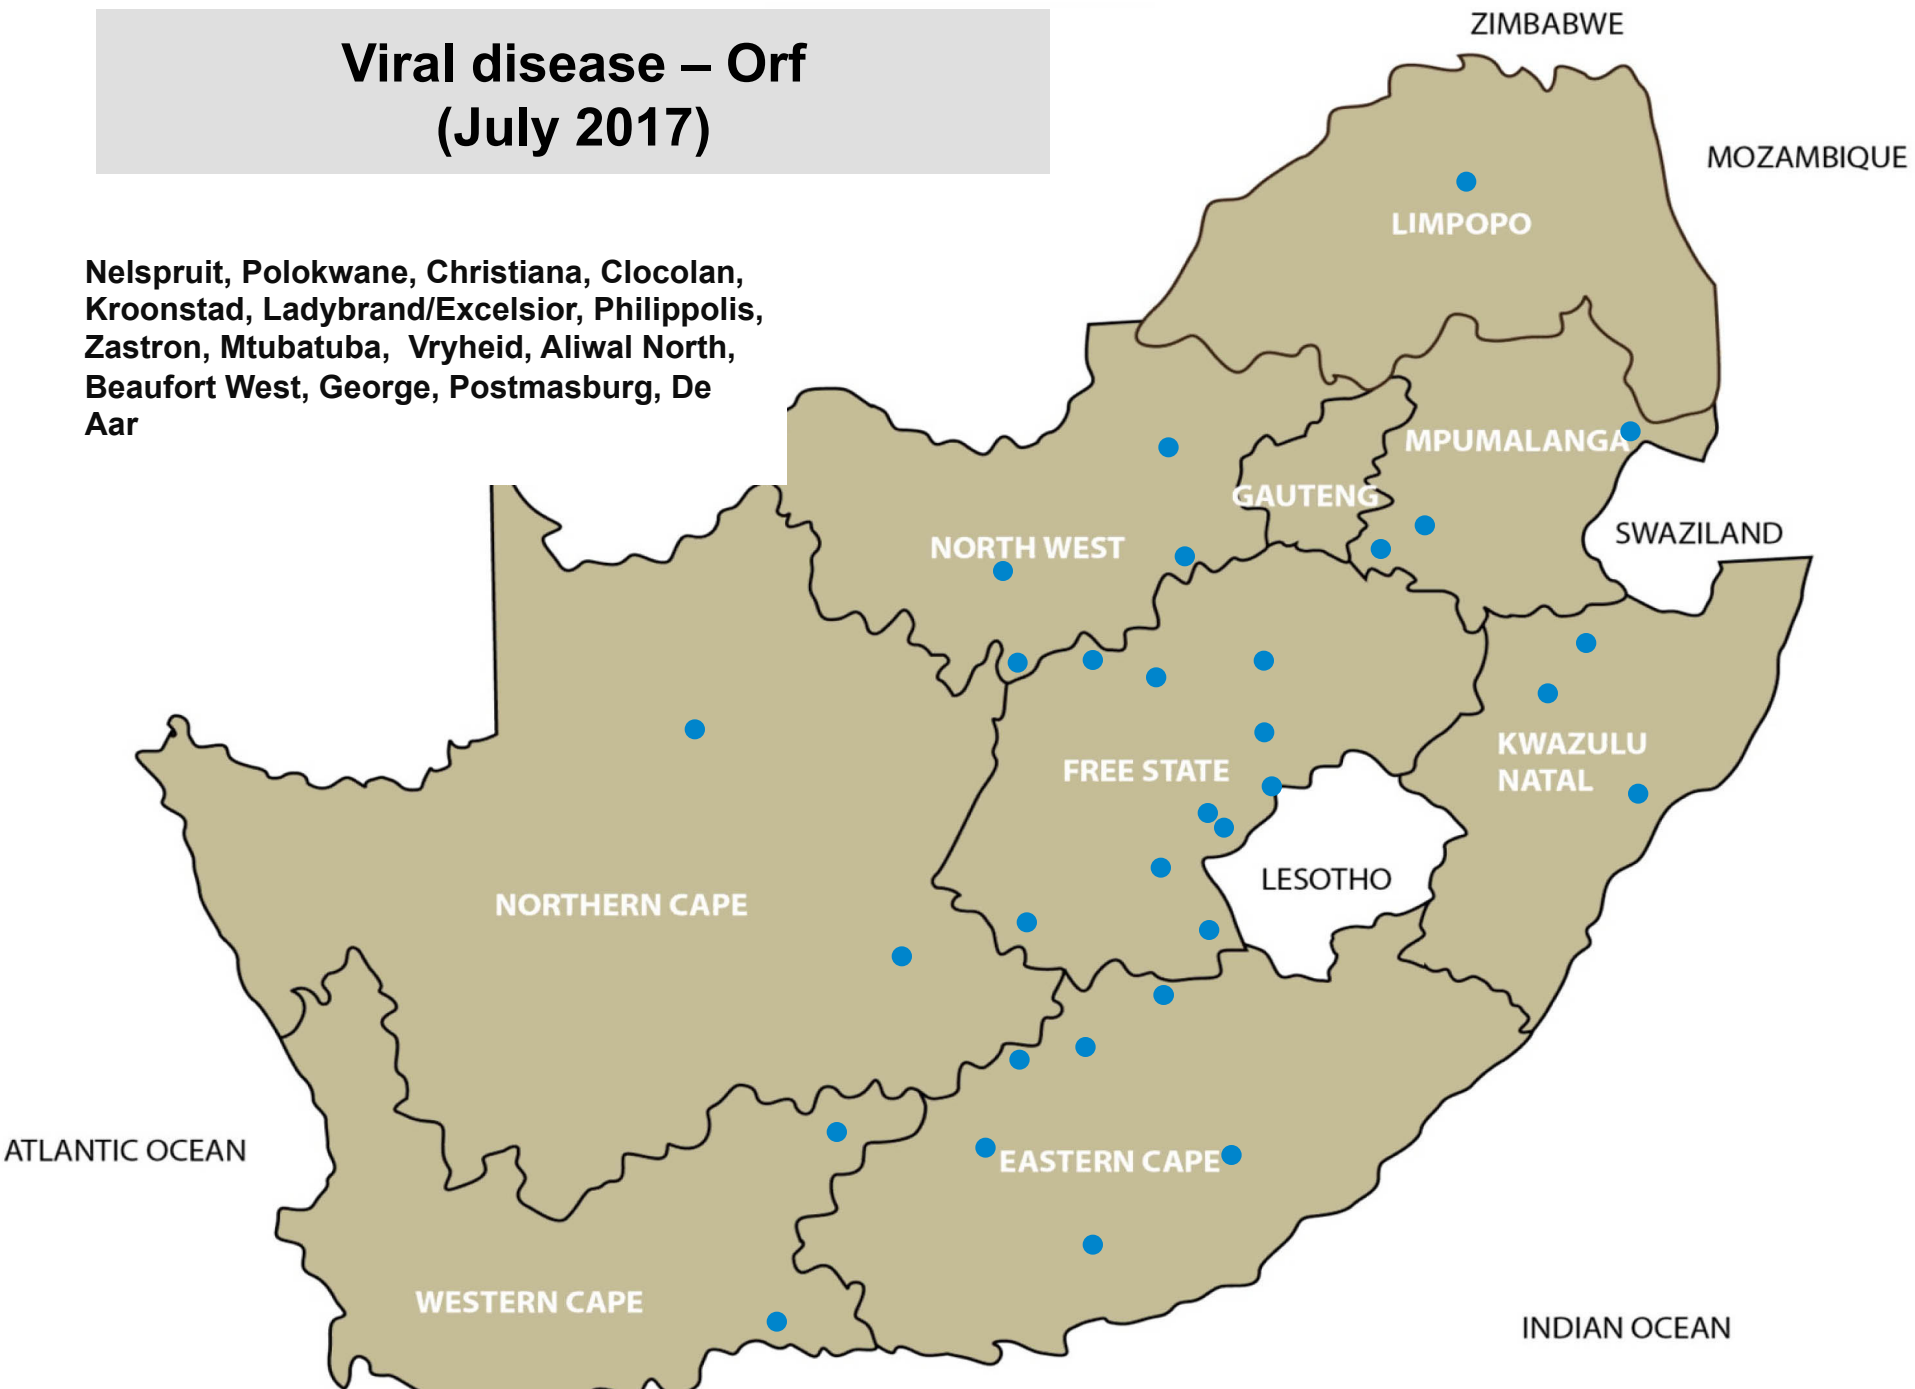 Viral disease – Orf
(July 2017)
Nelspruit, Polokwane, Christiana, Clocolan,
Kroonstad, Ladybrand/Excelsior, Philippolis,
Zastron, Mtubatuba, Vryheid, Aliwal North,
Beaufort West, George, Postmasburg, De
Aar
ZIMBABWE
MOZAMBIQUE
LIMPOPO
MPUMALANGA
GAUTENG
SWAZILAND
NORTH WEST
KWAZULU
NATAL
FREE STATE
LESOTHO
NORTHERN CAPE
ATLANTIC OCEAN
EASTERN CAPE
WESTERN CAPE
INDIAN OCEAN